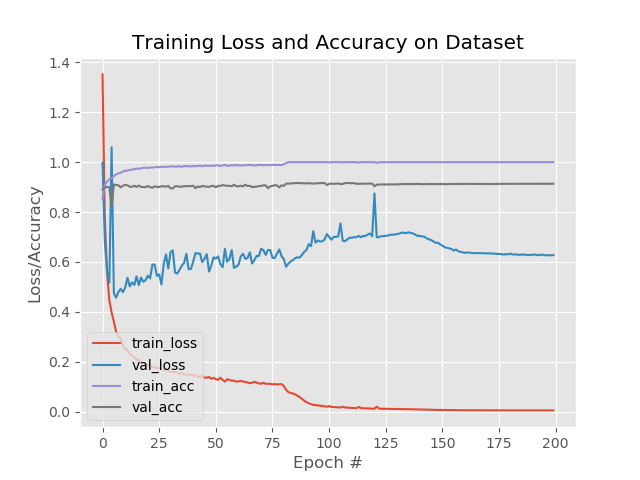 Training Loss and Accuracy on Dataset
Loss/Accuracy
1.4
1.2
1.0
0.8
0.6
0.4
0.2
0.0
train_loss
val_loss
train_acc
val_acc
0 25 50 75 100 125 150 175 200
Epoch #